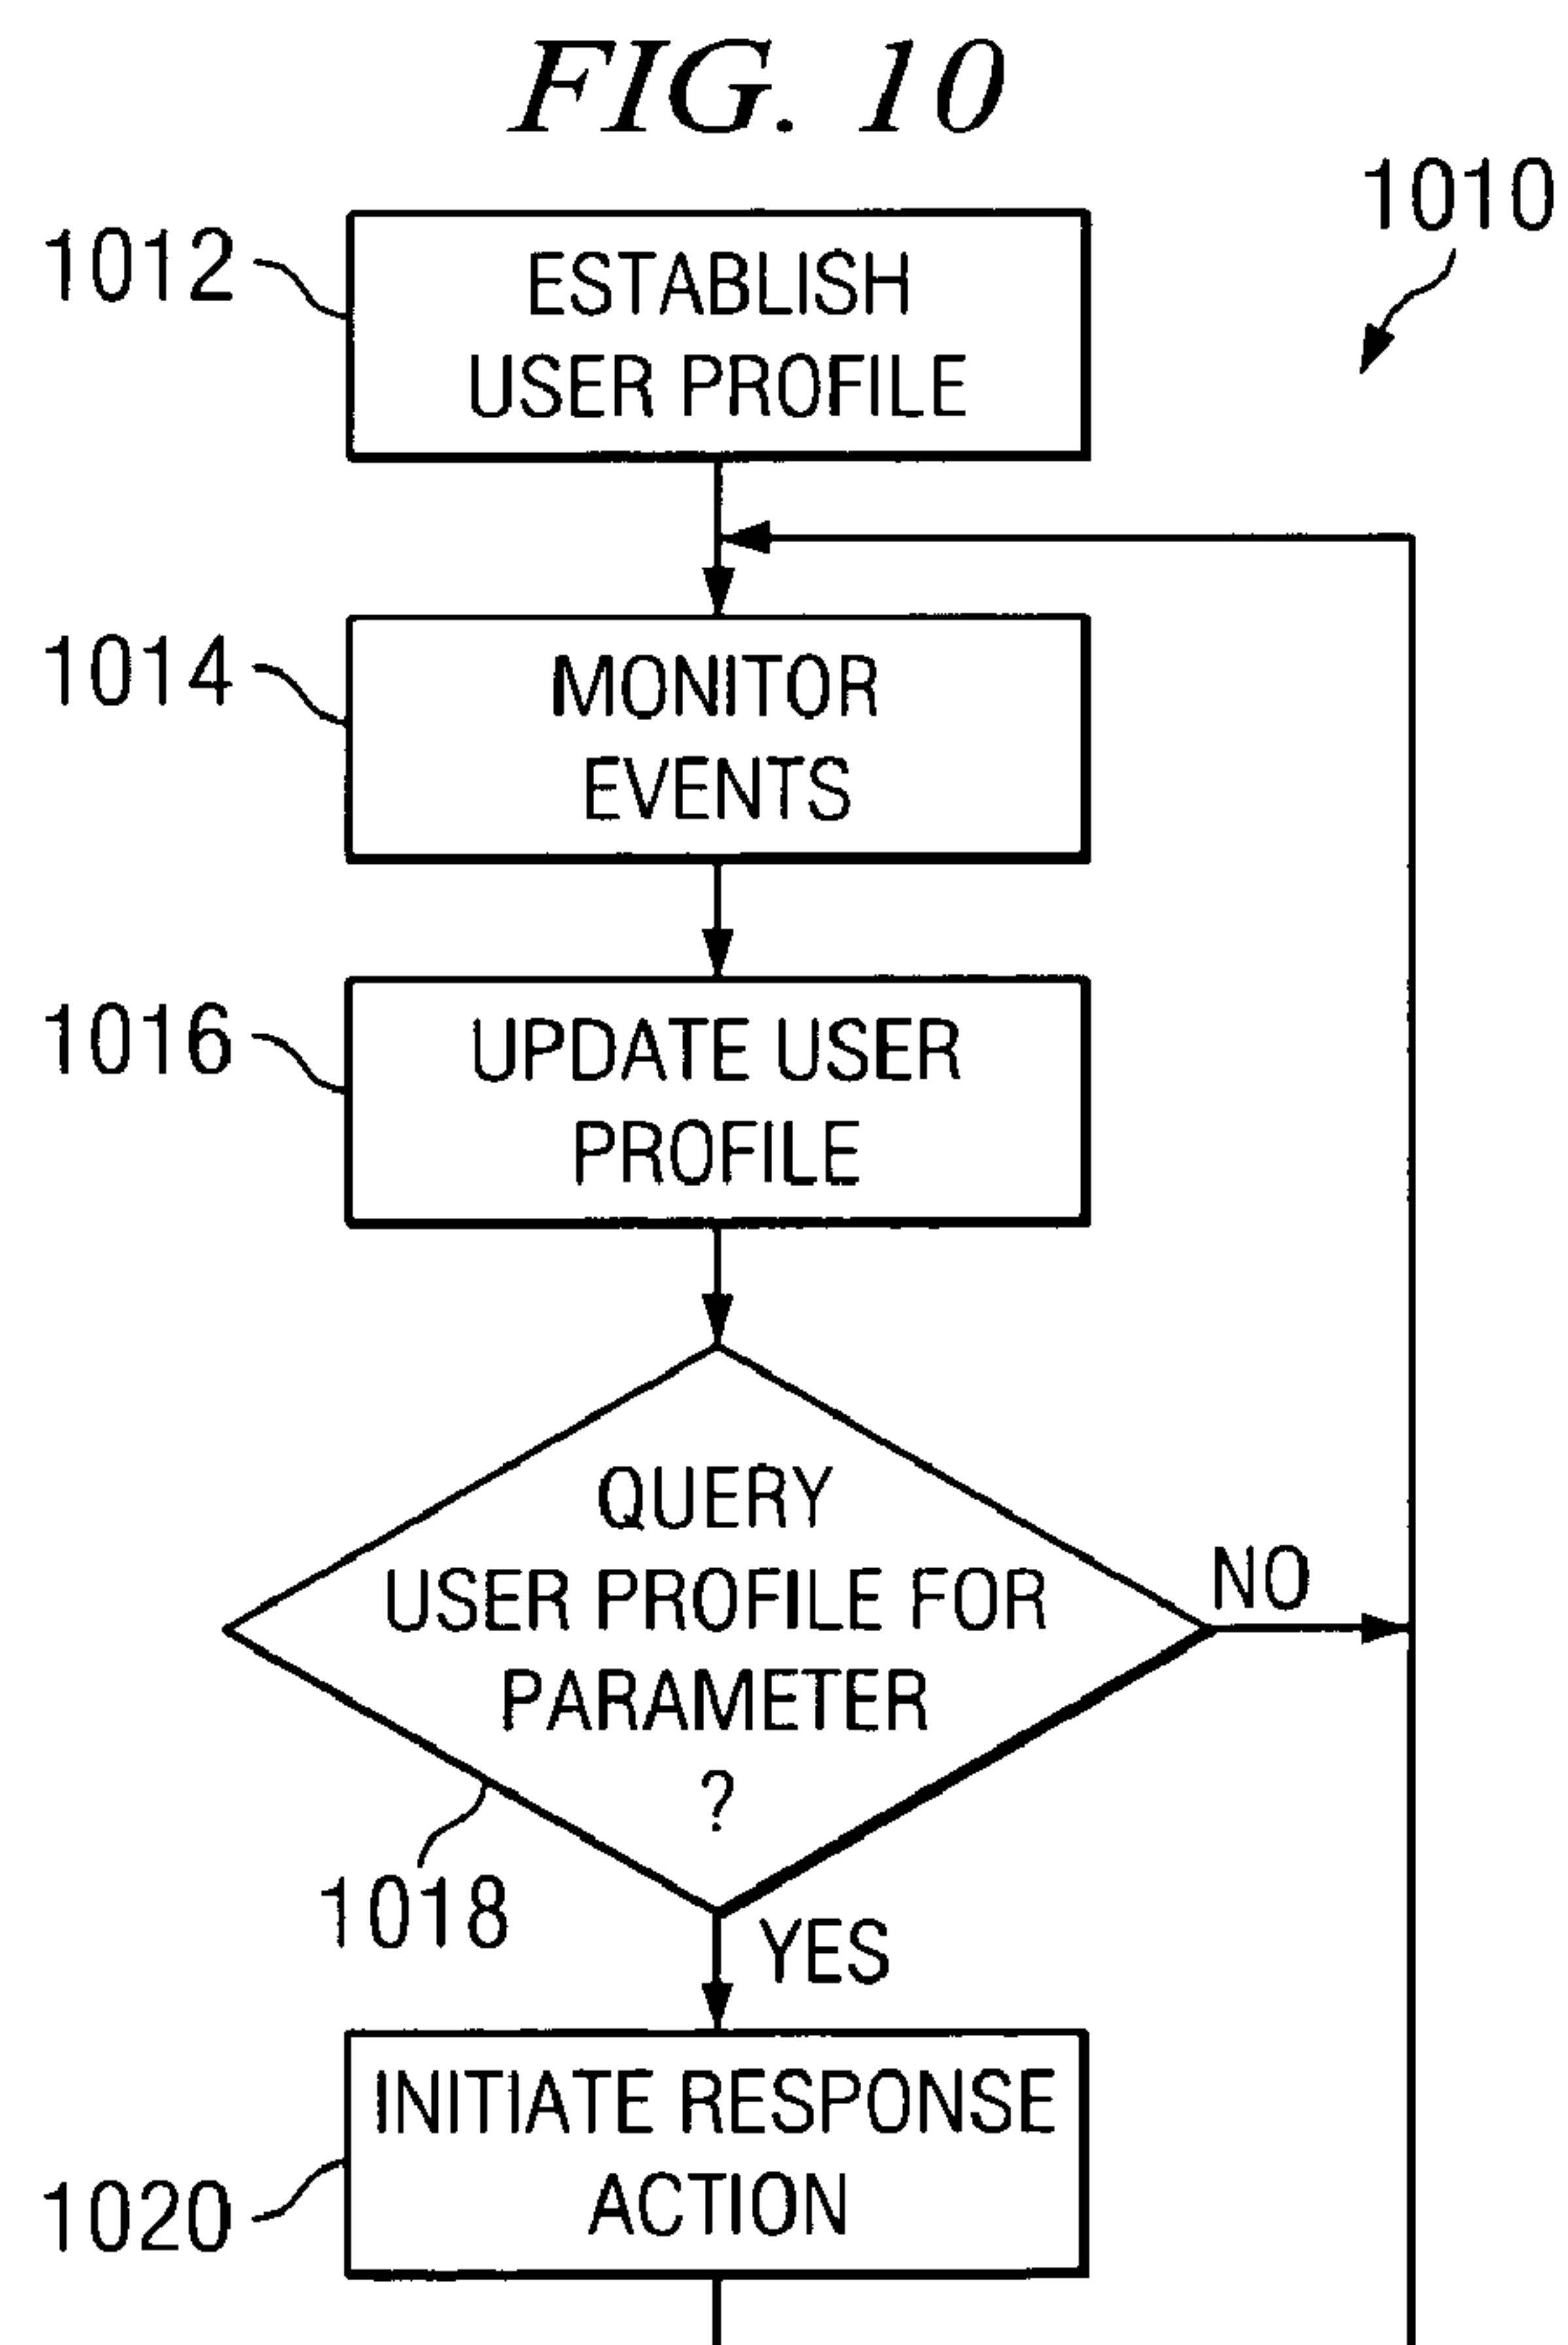 FIG. 10
1010
1012
ESTABLISH
USER PROFILE
1014
MONITOR
EVENTS
1016
UPDATE USER
PROFILE
QUERY
USER PROFILE FOR
PARAMETER
?
NO
1018
YES
INITIATE RESPONSE
ACTION
1020